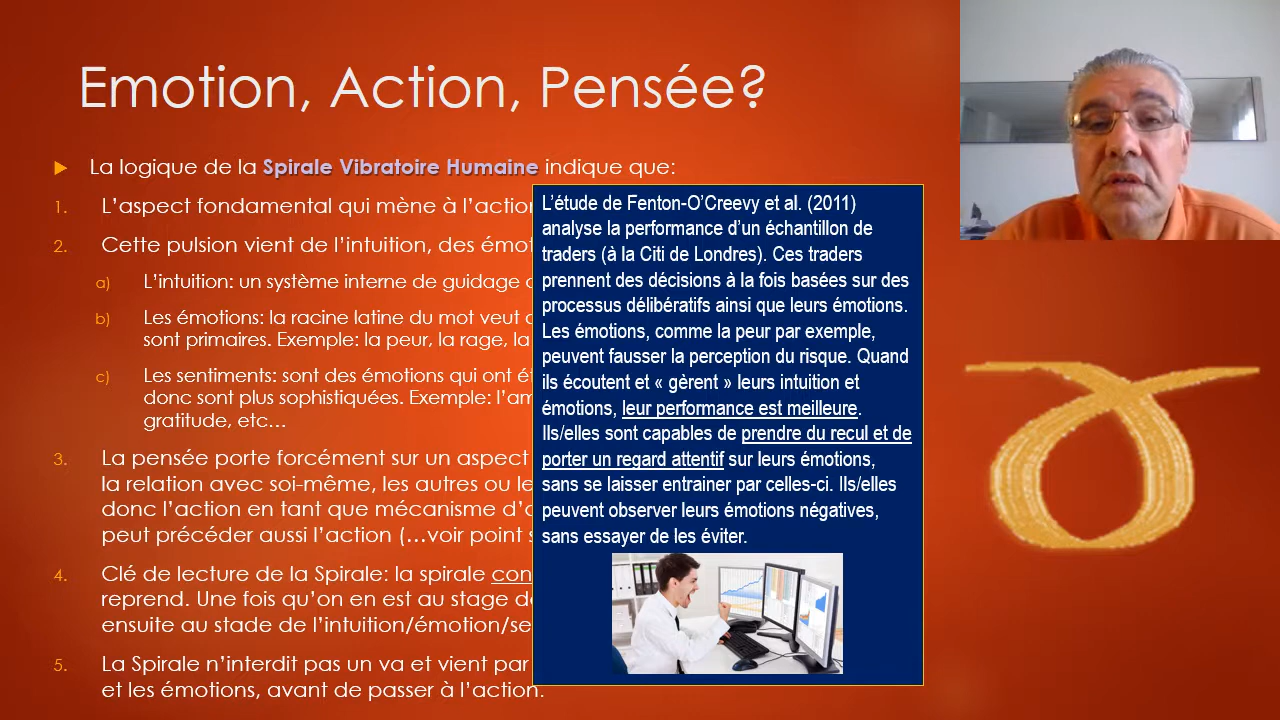 Emotion, Action, Pensée?
La logique de la Spirale Vibratoire Humaine indique que:
1. L’aspect fondamental qui mène à l’action
2. Cette pulsion vient de l’intuition, des
a) L’intuition: un système interne de guidage
b) Les émotions: la racine latine du mot veut
sont primaires. Exemple: la peur, la rage, la
c) Les sentiments: sont des émotions qui ont
donc sont plus sophistiquées. Exemple:
gratitude, etc…
3. La pensée porte forcément sur un aspect
la relation avec soi-même, les autres ou
donc l’action en tant que mécanisme
peut précéder aussi l’action (…voir point
4. Clé de lecture de la Spirale: la spirale con
reprend. Une fois qu’on en est au stage
ensuite au stade de l’intuition/émotion/se
5. La Spirale n’interdit pas un va et vient par
et les émotions, avant de passer à l’action.
L’étude de Fenton-O’Creevy et al. (2011)
analyse la performance d’un échantillon de
traders (à la Citi de Londres). Ces traders
prennent des décisions à la fois basées sur des
processus délibératifs ainsi que leurs émotions.
Les émotions, comme la peur par exemple,
peuvent fausser la perception du risque. Quand
ils écoutent et « gèrent » leurs intuition et
émotions, leur performance est meilleure.
Ils/elles sont capables de prendre du recul et de
porter un regard attentif sur leurs émotions,
sans se laisser entrainer par celles-ci. Ils/elles
peuvent observer leurs émotions négatives,
sans essayer de les éviter.